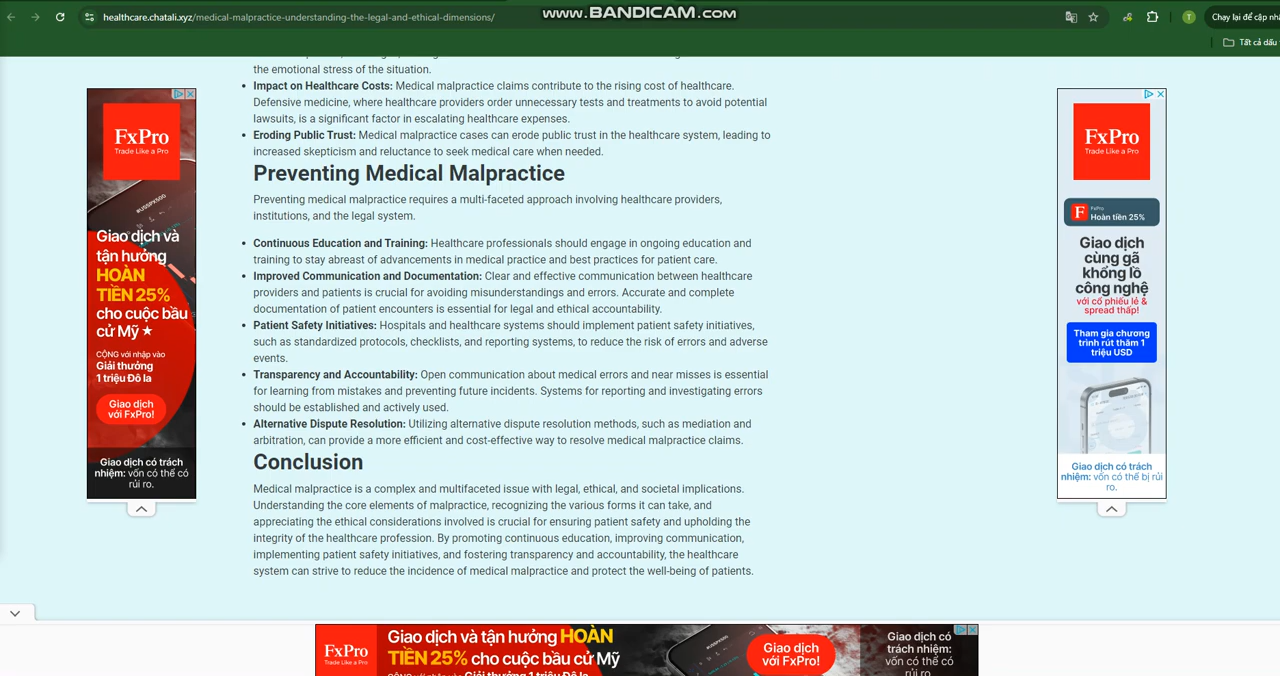 www.BANDICAM.com
healthcare.chatali.xyz/medical-malpractice-understanding-the-legal-and-ethical-dimensions/
T
Chạy lại để cập nhậ
Tất cả dấu
the emotional stress of the situation.
Impact on Healthcare Costs: Medical malpractice claims contribute to the rising cost of healthcare.
Defensive medicine, where healthcare providers order unnecessary tests and treatments to avoid potential
lawsuits, is a significant factor in escalating healthcare expenses.
Eroding Public Trust: Medical malpractice cases can erode public trust in the healthcare system, leading to
increased skepticism and reluctance to seek medical care when needed.
Preventing Medical Malpractice
Preventing medical malpractice requires a multi-faceted approach involving healthcare providers,
institutions, and the legal system.
Continuous Education and Training: Healthcare professionals should engage in ongoing education and
training to stay abreast of advancements in medical practice and best practices for patient care.
Improved Communication and Documentation: Clear and effective communication between healthcare
providers and patients is crucial for avoiding misunderstandings and errors. Accurate and complete
documentation of patient encounters is essential for legal and ethical accountability.
Patient Safety Initiatives: Hospitals and healthcare systems should implement patient safety initiatives,
such as standardized protocols, checklists, and reporting systems, to reduce the risk of errors and adverse
events.
Transparency and Accountability: Open communication about medical errors and near misses is essential
for learning from mistakes and preventing future incidents. Systems for reporting and investigating errors
should be established and actively used.
Alternative Dispute Resolution: Utilizing alternative dispute resolution methods, such as mediation and
arbitration, can provide a more efficient and cost-effective way to resolve medical malpractice claims.
Conclusion
Medical malpractice is a complex and multifaceted issue with legal, ethical, and societal implications.
Understanding the core elements of malpractice, recognizing the various forms it can take, and
appreciating the ethical considerations involved is crucial for ensuring patient safety and upholding the
integrity of the healthcare profession. By promoting continuous education, improving communication,
implementing patient safety initiatives, and fostering transparency and accountability, the healthcare
system can strive to reduce the incidence of medical malpractice and protect the well-being of patients.
FxPro
Trade Like a Pro
#USSPX500
Giao dịch và
tận hưởng
HOÀN
TIỀN 25%
cho cuộc bầu
cử Mỹ ★
CỘNG với nhập vào
Giải thưởng
1 triệu Đô la
Giao dịch
với FxPro!
Giao dịch có trách
nhiệm: vốn có thể có
rủi ro.
FxPro
Trade Like a Pro
F
FxPro
Hoàn tiền 25%
Giao dịch
cùng gã
khổng lồ
công nghệ
với cổ phiếu lẻ &
spread thấp!
Tham gia chương
trình rút thăm 1
triệu USD
Giao dịch có trách
nhiệm: vốn có thể bị rủi
ro.
FxPro
Trade Like a Pro
Giao dịch và tận hưởng HOÀN
TIỀN 25% cho cuộc bầu cử Mỹ
CỘNG với nhập vào Giải thưởng 1 triệu Đô la
#USSPX500
Giao dịch
với FxPro!
Giao dịch có
trách nhiệm:
vốn có thể có
rủi ro.